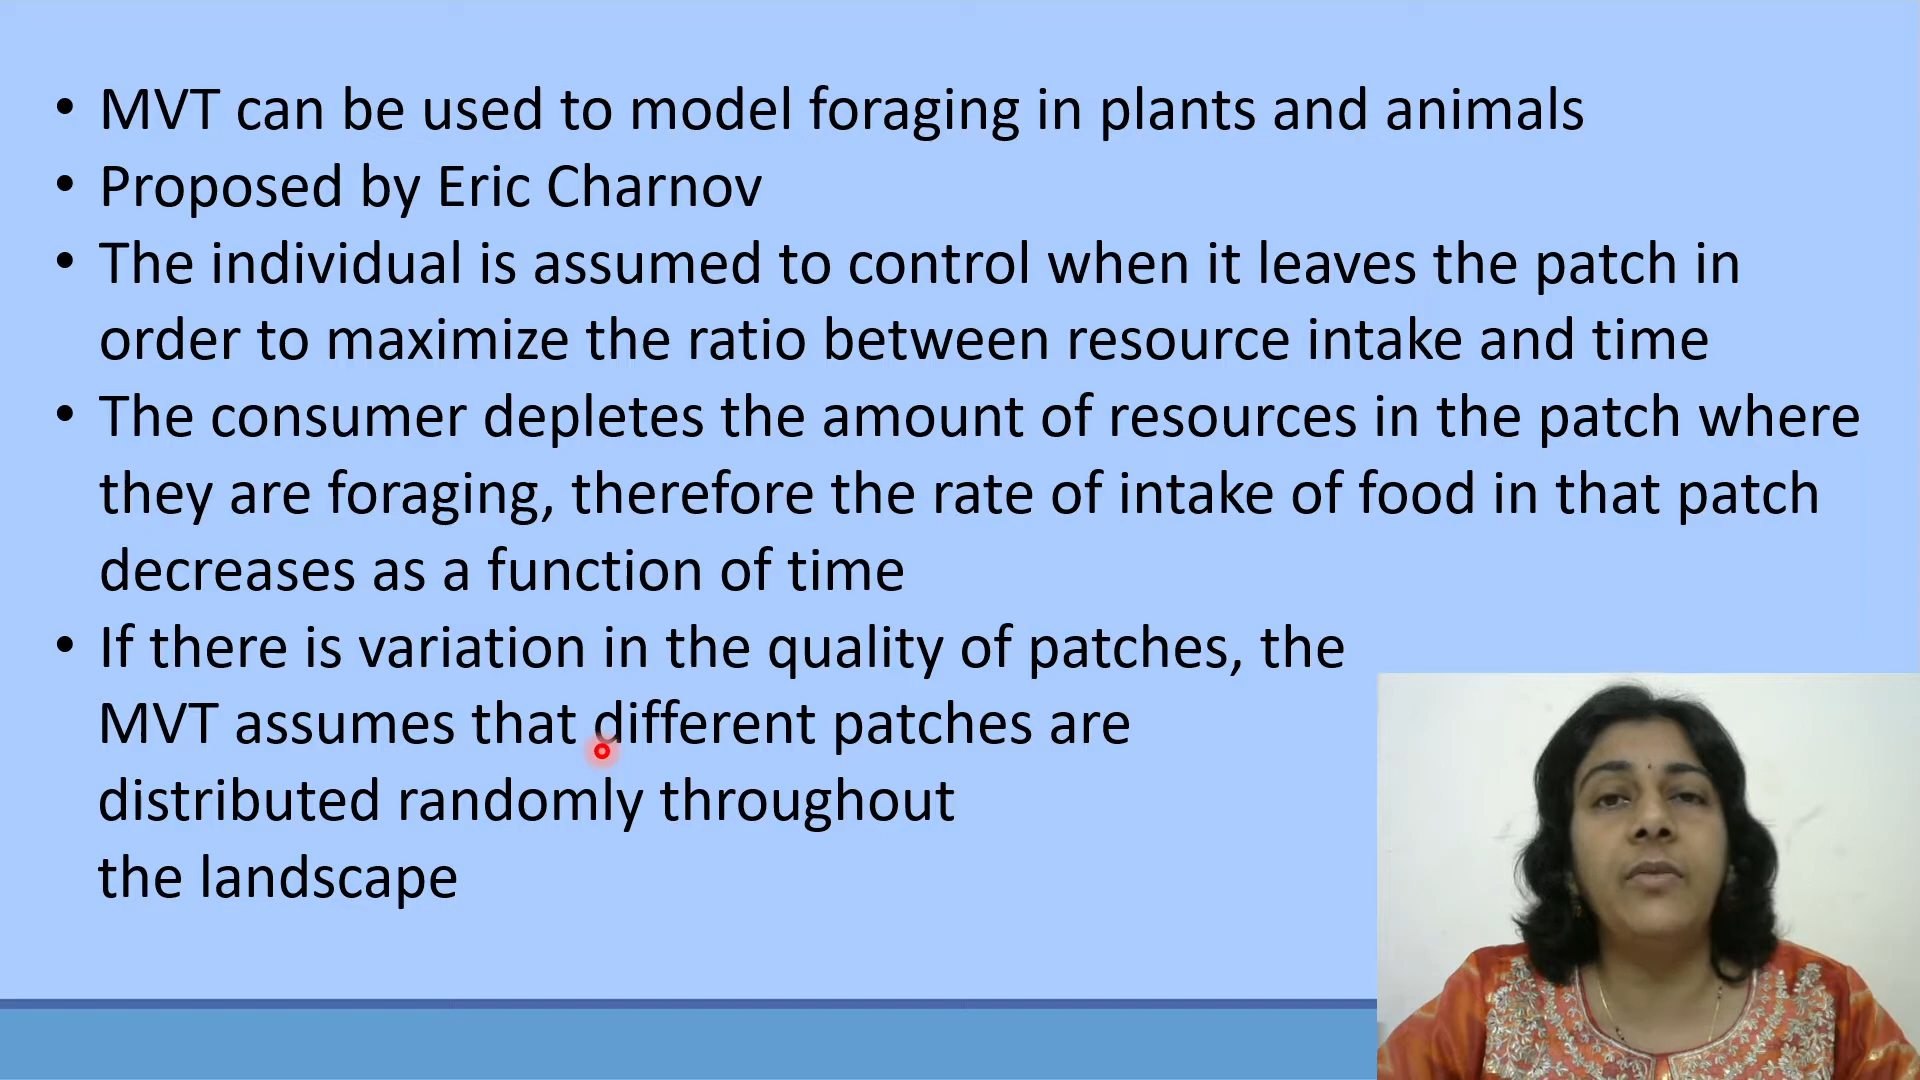 • MVT can be used to model foraging in plants and animals
• Proposed by Eric Charnov
• The individual is assumed to control when it leaves the patch in
order to maximize the ratio between resource intake and time
• The consumer depletes the amount of resources in the patch where
they are foraging, therefore the rate of intake of food in that patch
decreases as a function of time
• If there is variation in the quality of patches, the
MVT assumes that different patches are
distributed randomly throughout
the landscape